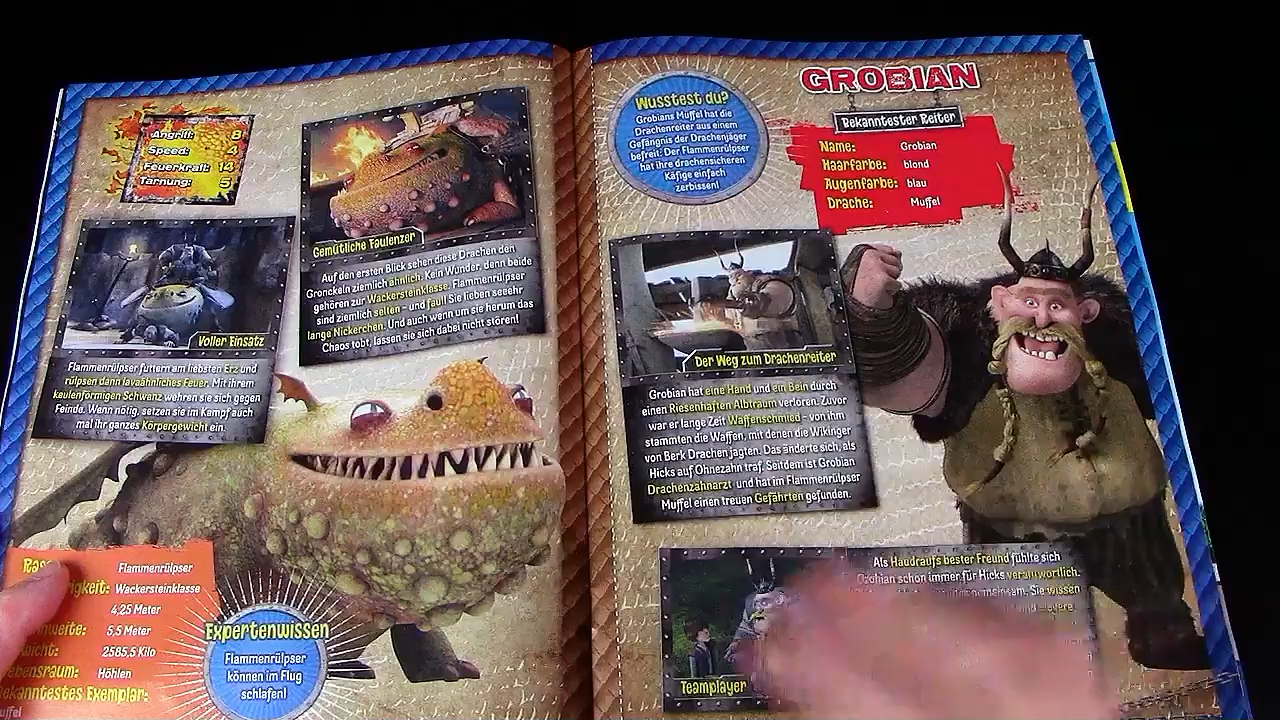 Angriff: 8
Speed: 4
Feuerkraft: 14
Tarnung: 5
Gemütliche Faulenzer
Auf den ersten Blick sehen diese Drachen den
Gronckeln ziemlich ähnlich. Kein Wunder, denn beide
gehören zur Wackersteinklasse. Flammenrülpser
sind ziemlich selten - und faul! Sie lieben seeehr
lange Nickerchen. Und auch wenn um sie herum das
Chaos tobt, lassen sie sich dabei nicht stören!
Voller Einsatz
Flammenrülpser futtern am liebsten Erz und
rülpsen dann lavaähnliches Feuer. Mit ihrem
keulenförmigen Schwanz wehren sie sich gegen
Feinde. Wenn nötig, setzen sie im Kampf auch
mal ihr ganzes Körpergewicht ein.
Flammenrülpser
Wackersteinklasse
4,25 Meter
5,5 Meter
2585,5 Kilo
Höhlen
Bekanntestes Exemplar:
Expertenwissen
Flammenrülpser
können im Flug
schlafen!
Wusstest du?
Grobians Muffel hat die
Drachenreiter aus einem
Gefängnis der Drachenjäger
befreit: Der Flammenrülpser
hat ihre drachensicheren
Käfige einfach
zerbissen!
GROBIAN
Bekanntester Reiter
Name: Grobian
Haarfarbe: blond
Augenfarbe: blau
Drache: Muffel
Der Weg zum Drachenreiter
Grobian hat eine Hand und ein Bein durch
einen Riesenhaften Albtraum verloren. Zuvor
war er lange Zeit Waffenschmied - von ihm
stammten die Waffen, mit denen die Wikinger
von Berk Drachen jagten. Das änderte sich, als
Hicks auf Ohnezahn traf. Seitdem ist Grobian
Drachenzahnarzt und hat im Flammenrülpser
Muffel einen treuen Gefährten gefunden.
Als Haudraufs bester Freund fühlte sich
Grobian schon immer für Hicks verantwortlich.
Sie wissen
Teamplayer